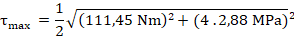 τmax = 1/2 √((111,45 Nm)² + (4 . 2,88 MPa)²